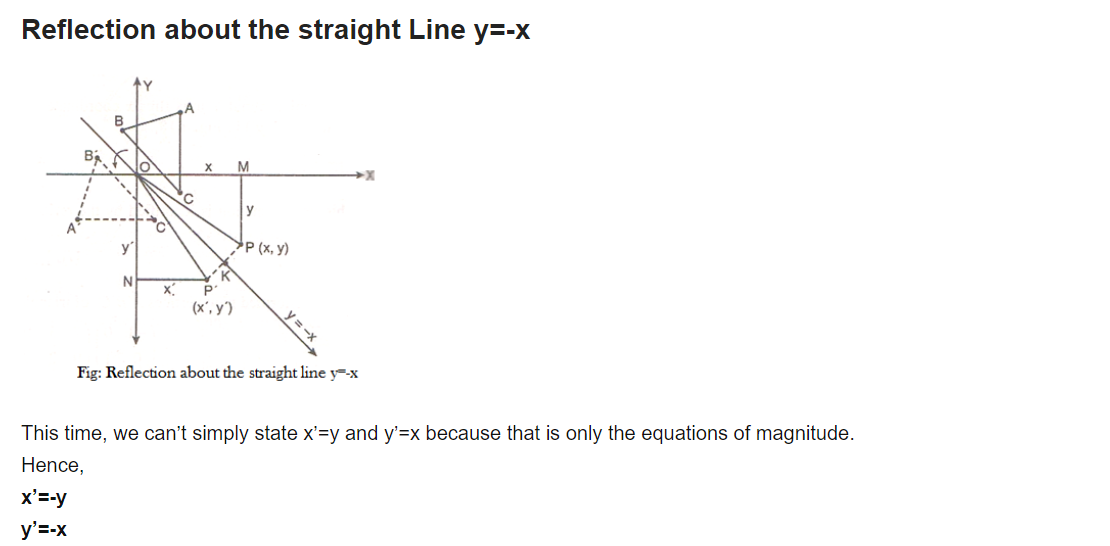 Reflection about the straight Line y=-x
Y
A
B
B'
O
x
M
X
C
y
A'
C'
y'
P (x, y)
N
x'
P'
K
(x', y')
y = -x
Fig: Reflection about the straight line y=-x
This time, we can’t simply state x’=y and y’=x because that is only the equations of magnitude.
Hence,
x’=-y
y’=-x